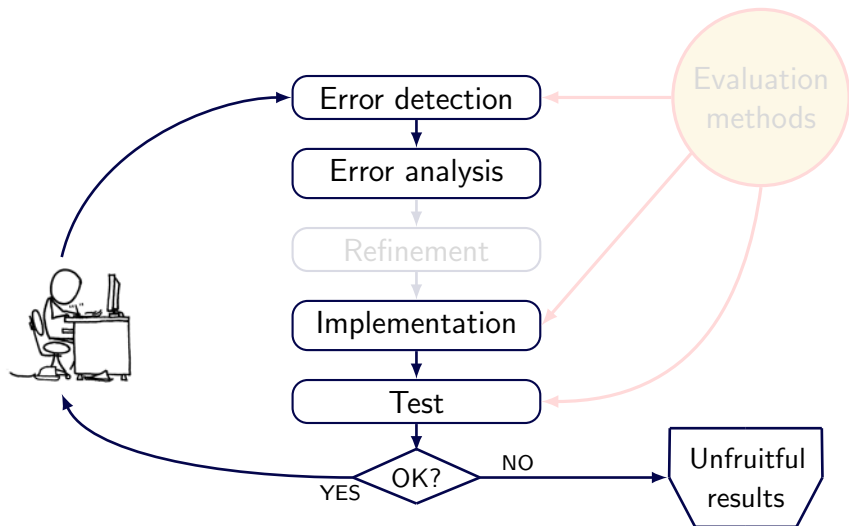 Error detection
Evaluation
methods
Error analysis
Refinement
Implementation
Test
OK?
YES
NO
Unfruitful
results